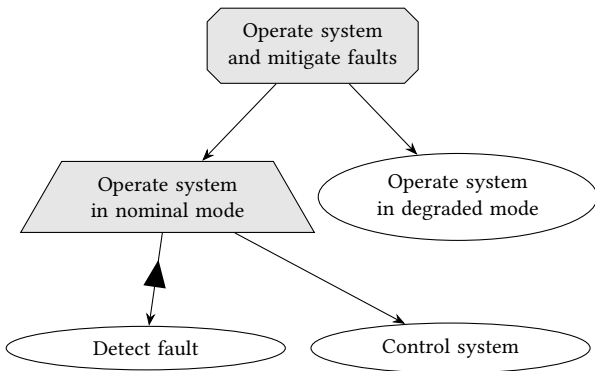 Operate system
and mitigate faults
Operate system
in nominal mode
Operate system
in degraded mode
Detect fault
Control system